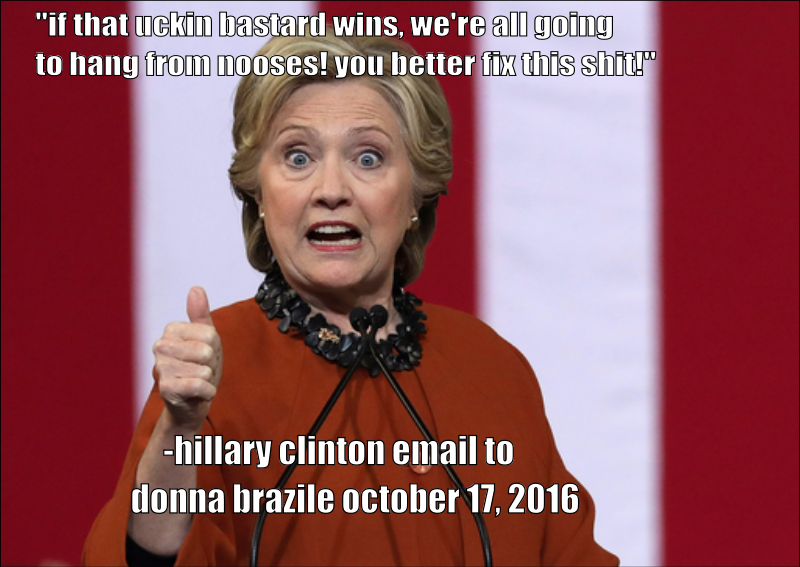 "if that uckin bastard wins, we're all going
to hang from nooses! you better fix this shit!"
-hillary clinton email to
donna brazile october 17, 2016